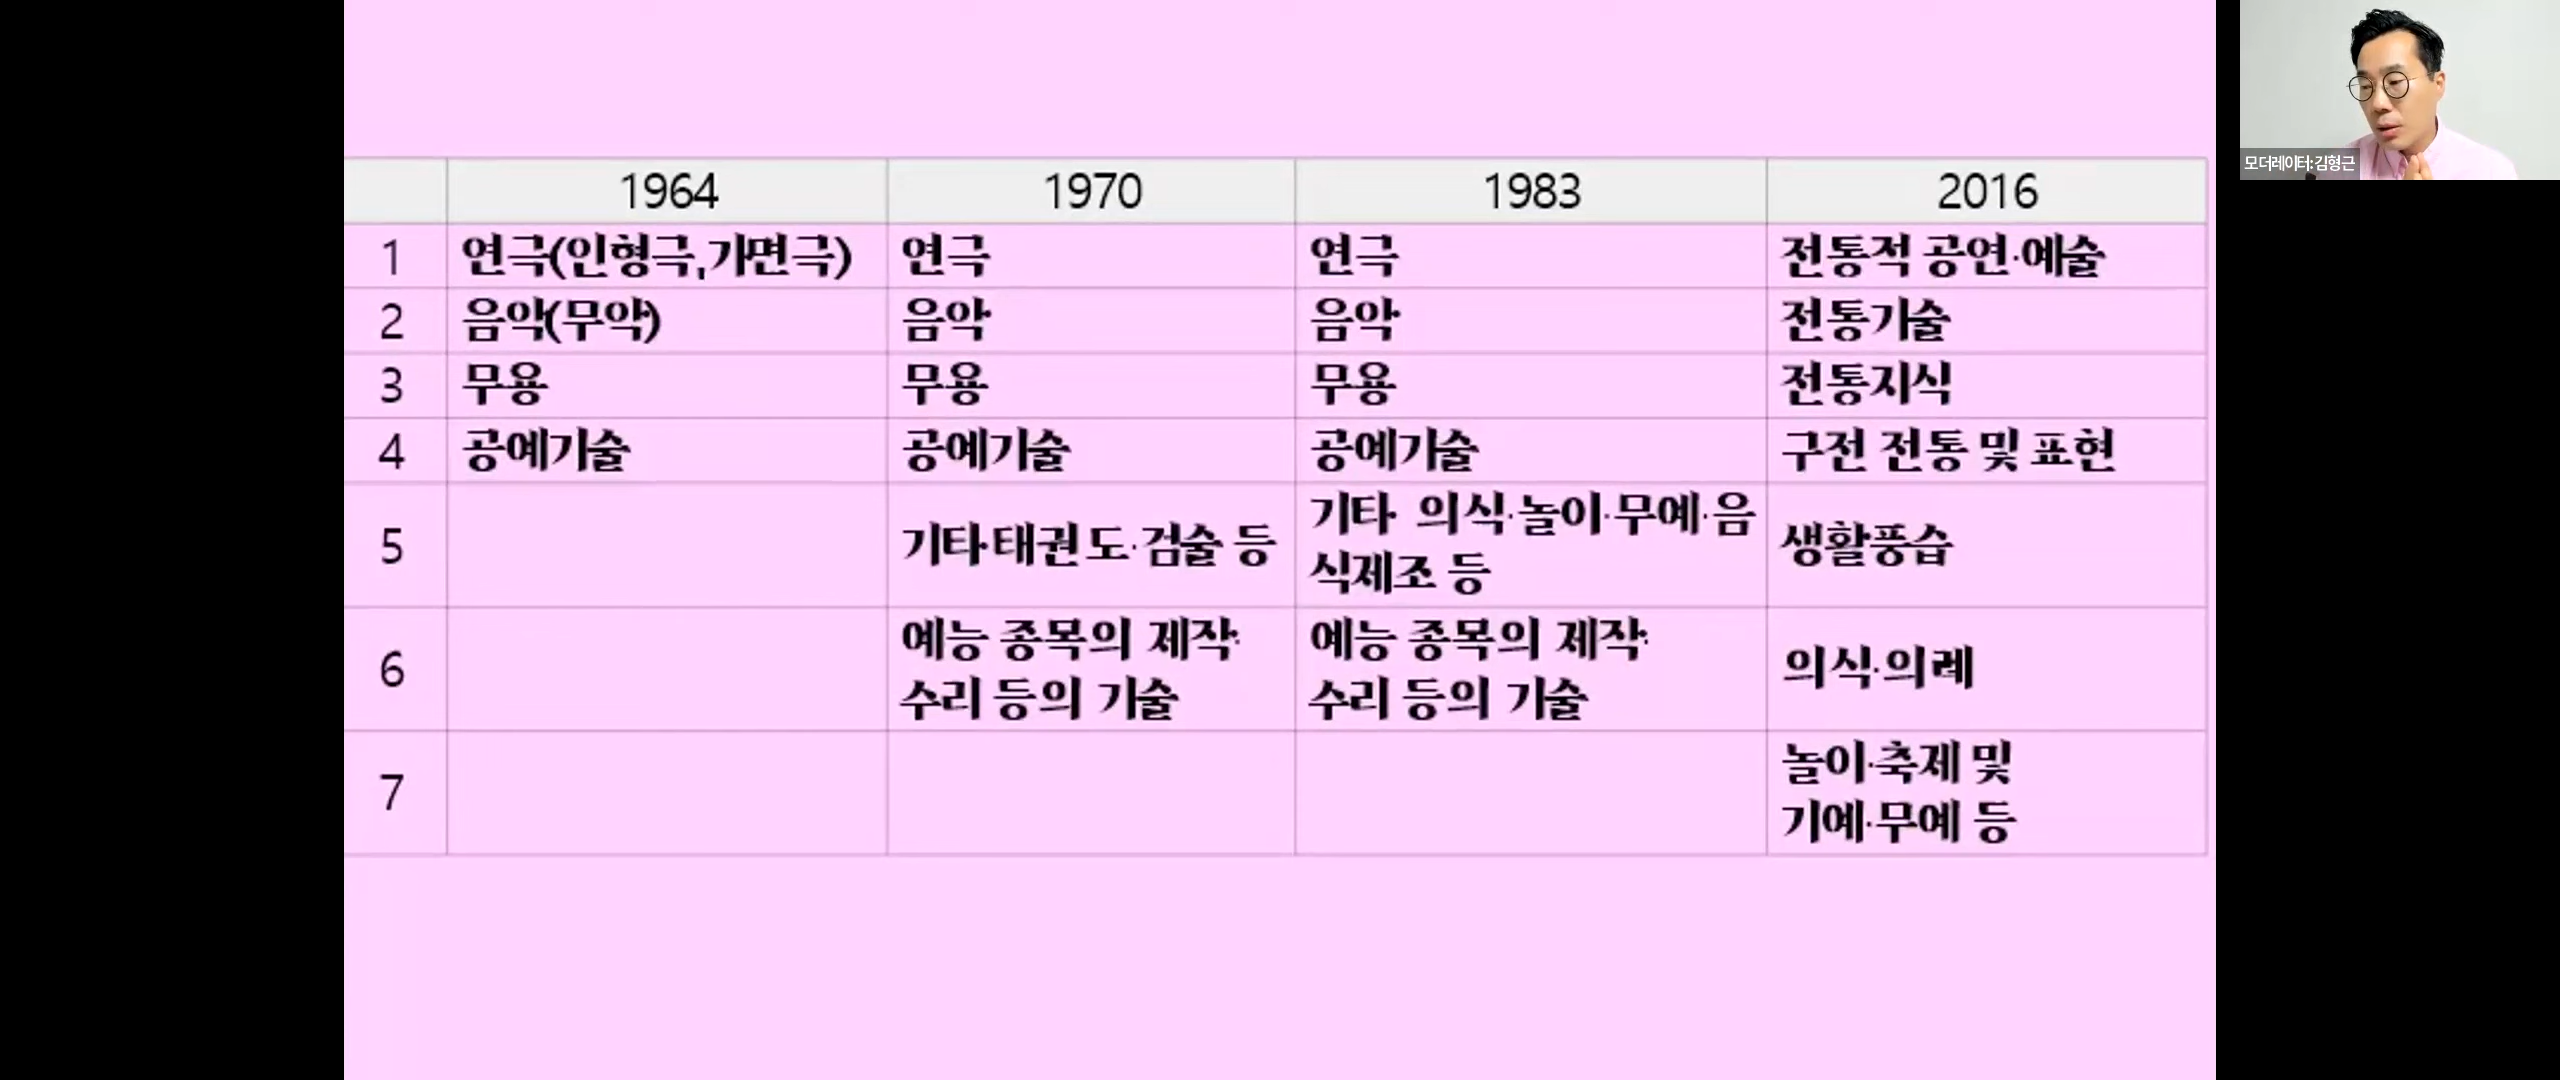 1964 1970 1983 2016
1 연극(인형극,가면극) 연극 연극 전통적 공연·예술
2 음악(무악) 음악 음악 전통기술
3 무용 무용 무용 전통지식
4 공예기술 공예기술 공예기술 구전 전통 및 표현
5 기타·태권도·검술 등 기타 의식·놀이·무예·음
식제조 등 생활풍습
6 예능 종목의 제작·
수리 등의 기술 예능 종목의 제작·
수리 등의 기술 의식·의례
7 놀이·축제 및
기예·무예 등
모더레이터:김형근